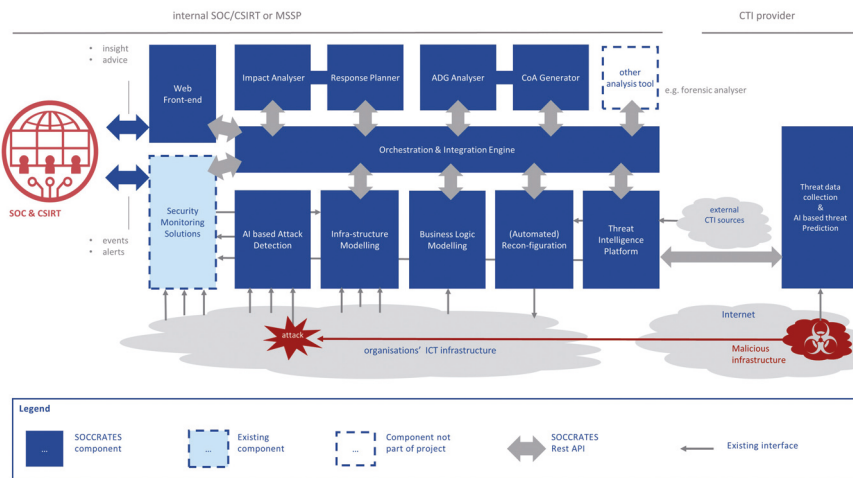 internal SOC/CSIRT or MSSP
CTI provider
• insight
• advice
Web
Front-end
Impact Analyser
Response Planner
ADG Analyser
CoA Generator
other
analysis tool
e.g. forensic analyser
Orchestration & Integration Engine
SOC & CSIRT
Security
Monitoring
Solutions
• events
• alerts
AI based Attack
Detection
Infra-structure
Modelling
Business Logic
Modelling
(Automated)
Recon-figuration
Threat
Intelligence
Platform
external
CTI sources
Threat data
collection
&
AI based threat
Prediction
attack
organisations' ICT infrastructure
Internet
Malicious
infrastructure
Legend
...
SOCCRATES
component
...
Existing
component
...
Component not
part of project
SOCCRATES
Rest API
Existing interface